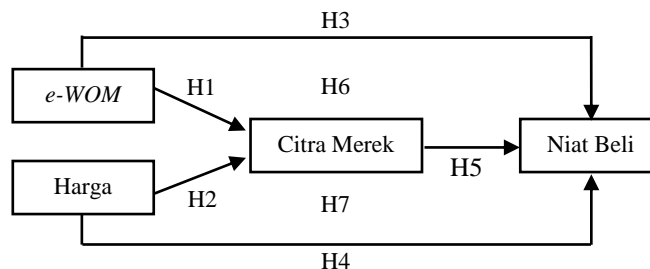 H3
e-WOM
H1
H6
Citra Merek
Niat Beli
H5
Harga
H2
H7
H4